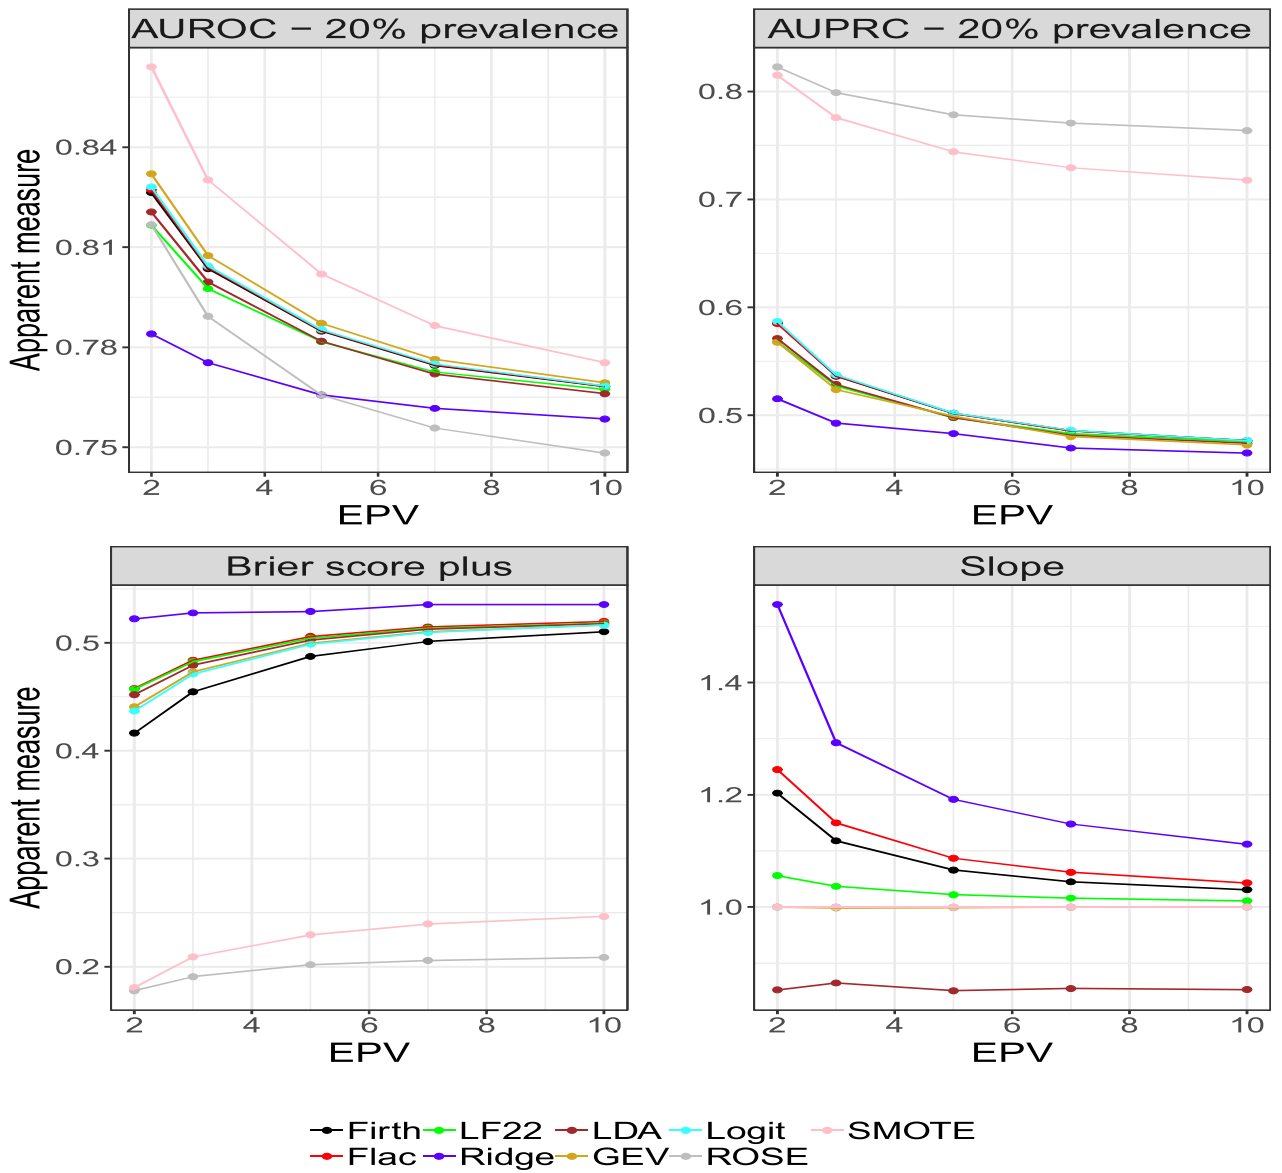 AUROC − 20% prevalence
AUPRC − 20% prevalence
Apparent measure
0.84
0.81
0.78
0.75
2 4 6 8 10
EPV
0.8
0.7
0.6
0.5
2 4 6 8 10
EPV
Brier score plus
Slope
Apparent measure
0.5
0.4
0.3
0.2
2 4 6 8 10
EPV
1.4
1.2
1.0
2 4 6 8 10
EPV
Firth LF22 LDA Logit SMOTE
Flac Ridge GEV ROSE